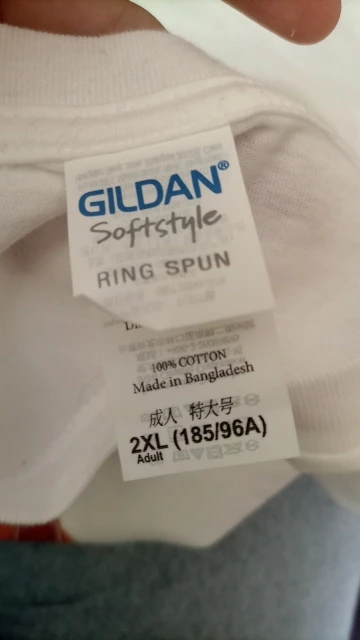 GILDAN®
Softstyle
RING SPUN
100% COTTON
Made in Bangladesh
成人 特大号
2XL (185/96A)
Adult